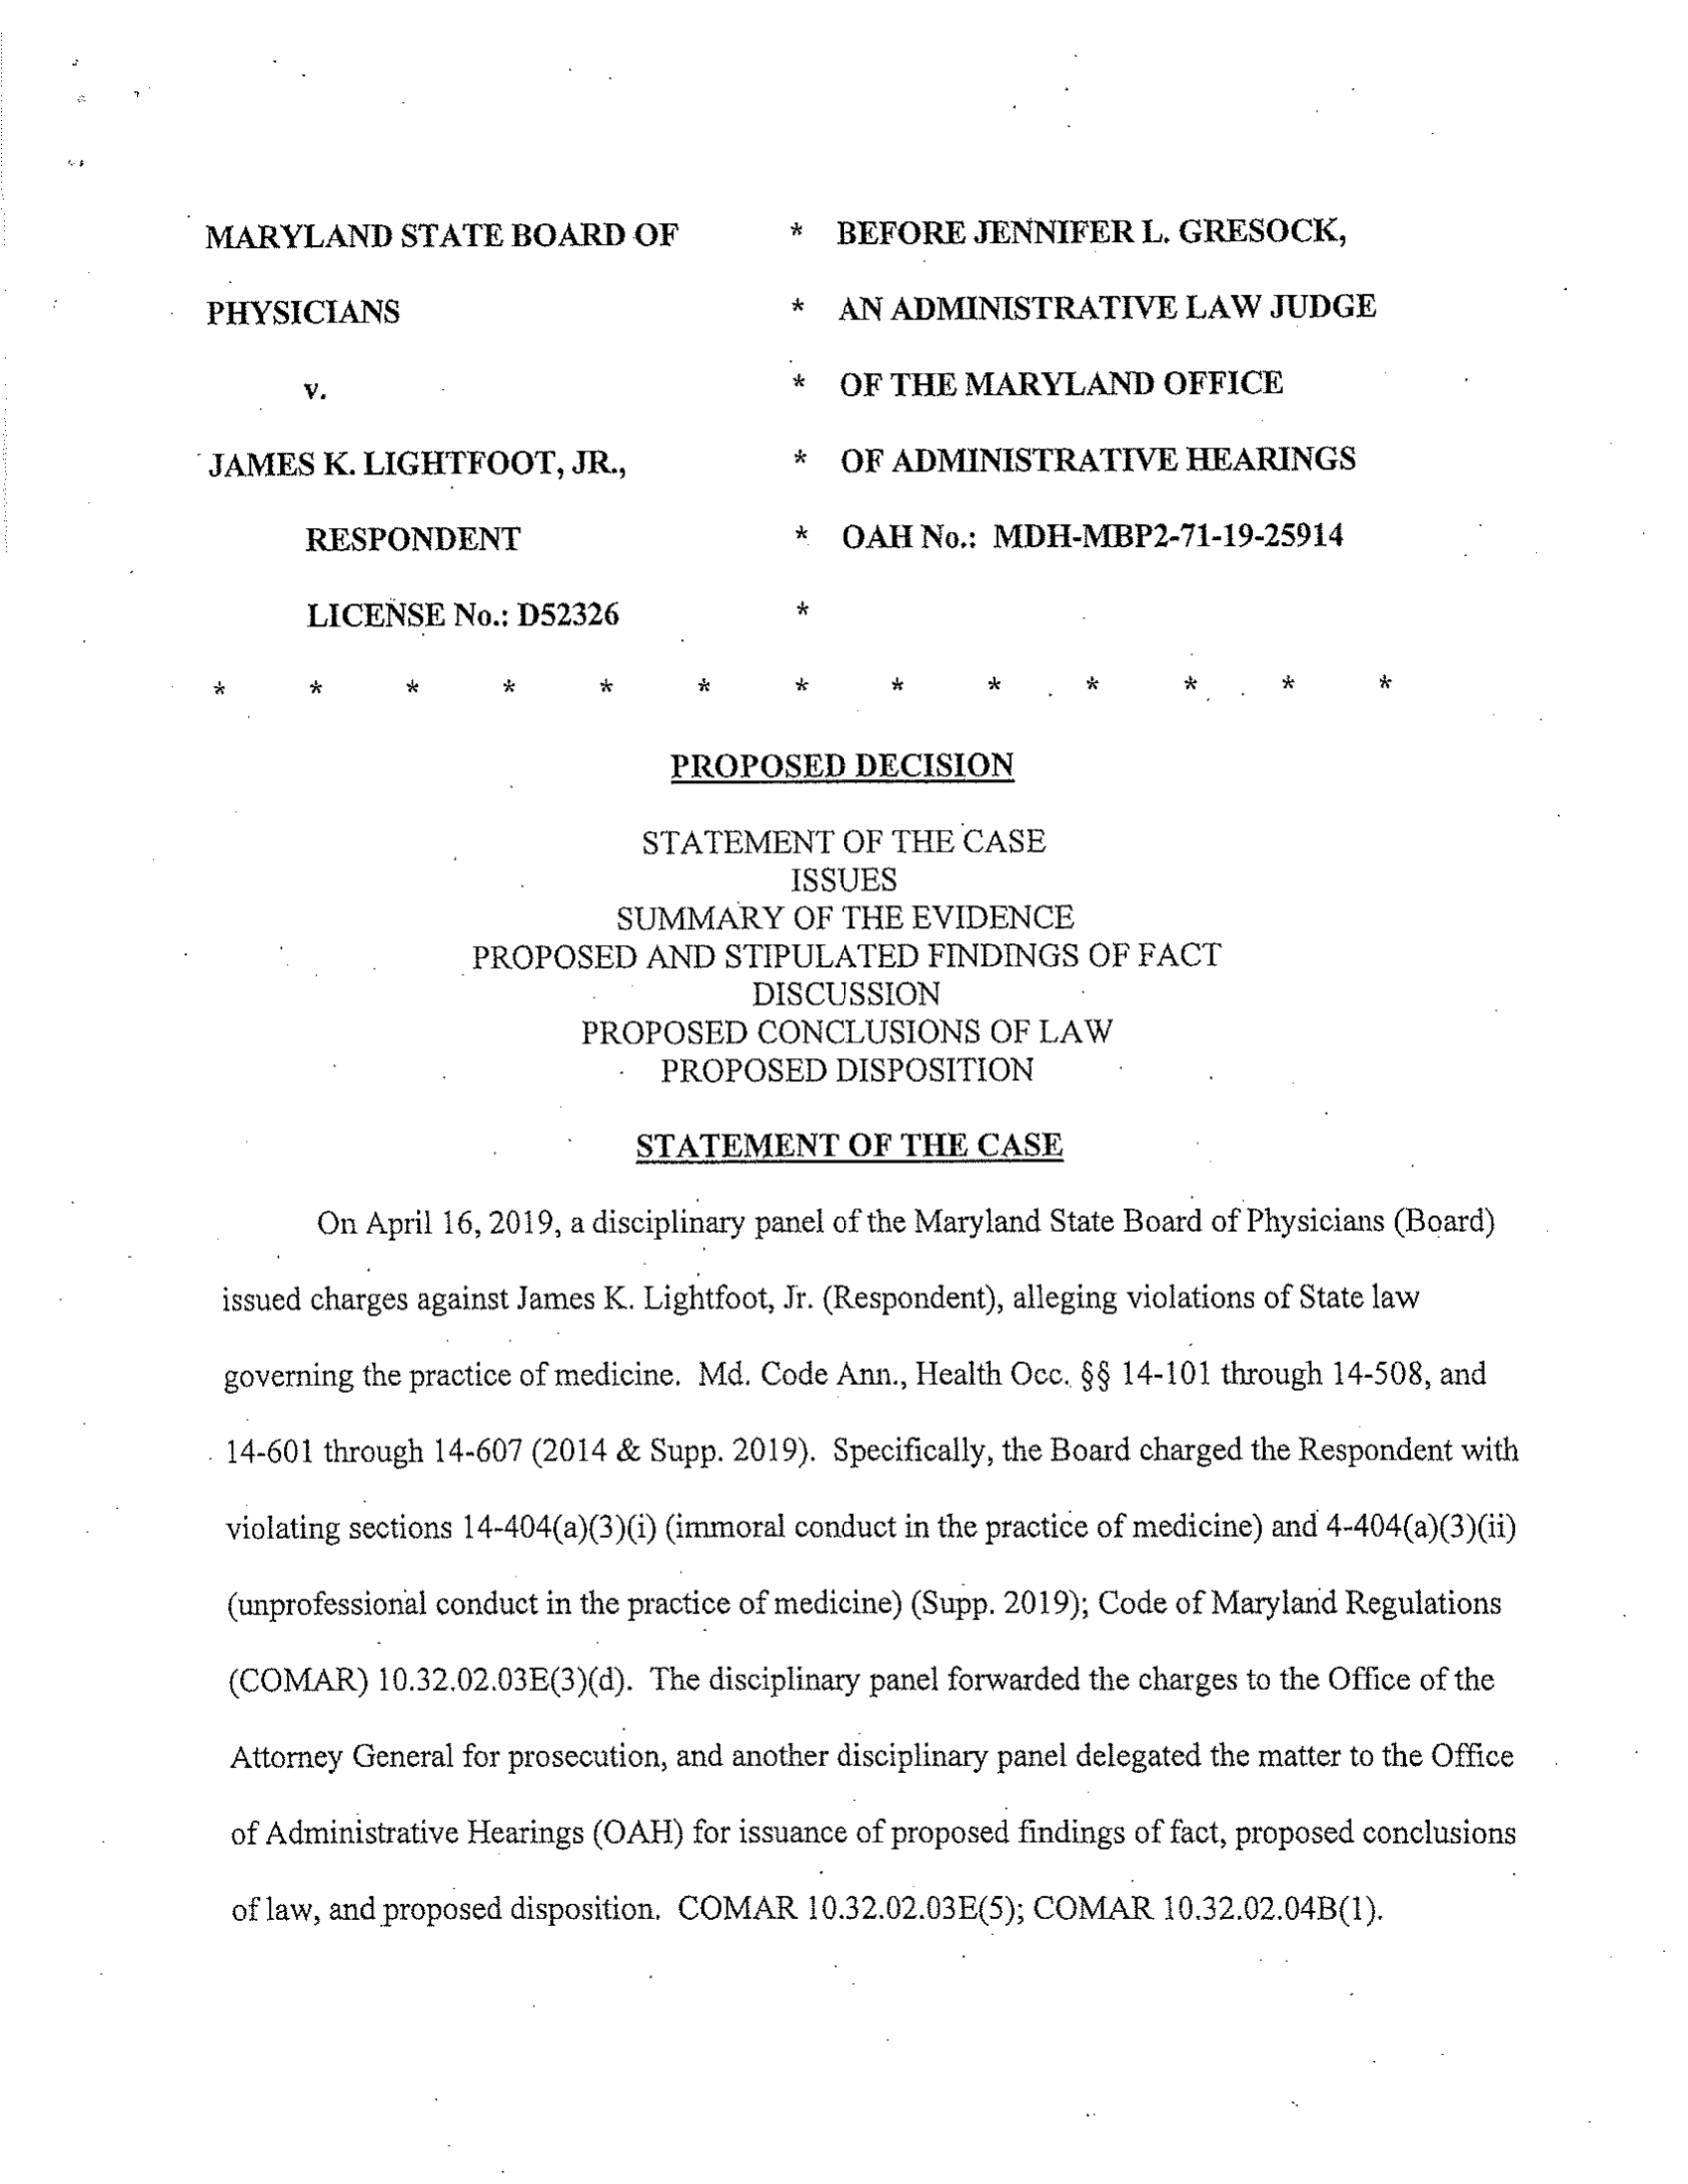 MARYLAND STATE BOARD OF * BEFORE JENNIFER L. GRESOCK,
PHYSICIANS * AN ADMINISTRATIVE LAW JUDGE
v. * OF THE MARYLAND OFFICE
JAMES K. LIGHTFOOT, JR., * OF ADMINISTRATIVE HEARINGS
RESPONDENT * OAH No.: MDH-MBP2-71-19-25914
LICENSE No.: D52326 *
* * * * * * * * * * * * *
PROPOSED DECISION
STATEMENT OF THE CASE
ISSUES
SUMMARY OF THE EVIDENCE
PROPOSED AND STIPULATED FINDINGS OF FACT
DISCUSSION
PROPOSED CONCLUSIONS OF LAW
PROPOSED DISPOSITION
STATEMENT OF THE CASE
On April 16, 2019, a disciplinary panel of the Maryland State Board of Physicians (Board)
issued charges against James K. Lightfoot, Jr. (Respondent), alleging violations of State law
governing the practice of medicine. Md. Code Ann., Health Occ. §§ 14-101 through 14-508, and
14-601 through 14-607 (2014 & Supp. 2019). Specifically, the Board charged the Respondent with
violating sections 14-404(a)(3)(i) (immoral conduct in the practice of medicine) and 4-404(a)(3)(ii)
(unprofessional conduct in the practice of medicine) (Supp. 2019); Code of Maryland Regulations
(COMAR) 10.32.02.03E(3)(d). The disciplinary panel forwarded the charges to the Office of the
Attorney General for prosecution, and another disciplinary panel delegated the matter to the Office
of Administrative Hearings (OAH) for issuance of proposed findings of fact, proposed conclusions
of law, and proposed disposition. COMAR 10.32.02.03E(5); COMAR 10.32.02.04B(1).